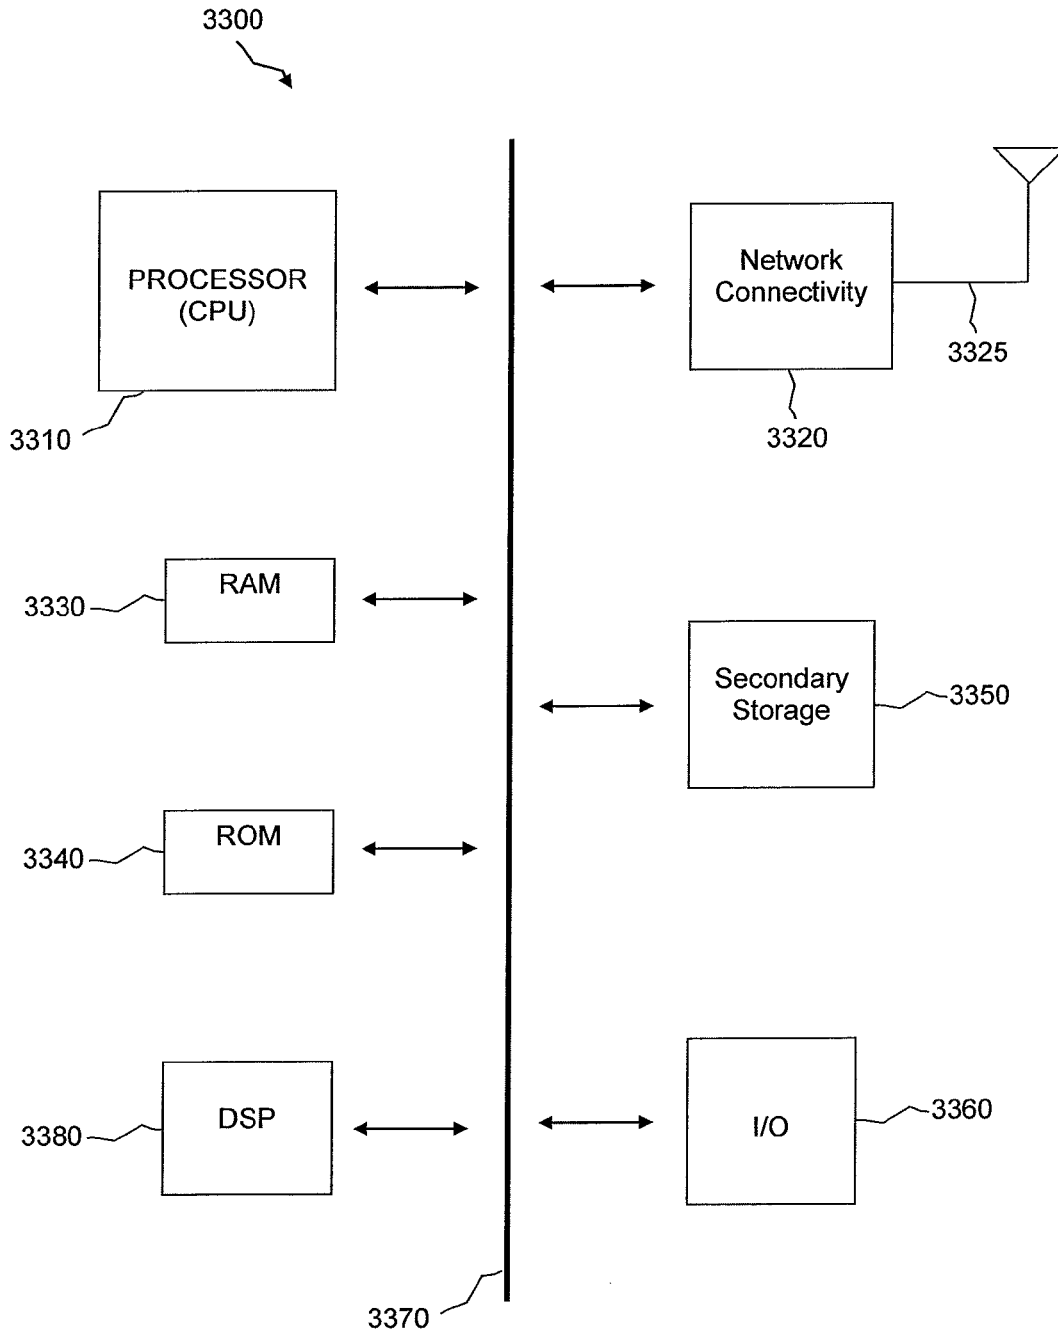 3300
PROCESSOR
(CPU)
3310
Network
Connectivity
3325
3320
RAM
3330
Secondary
Storage
3350
ROM
3340
DSP
3380
I/O
3360
3370